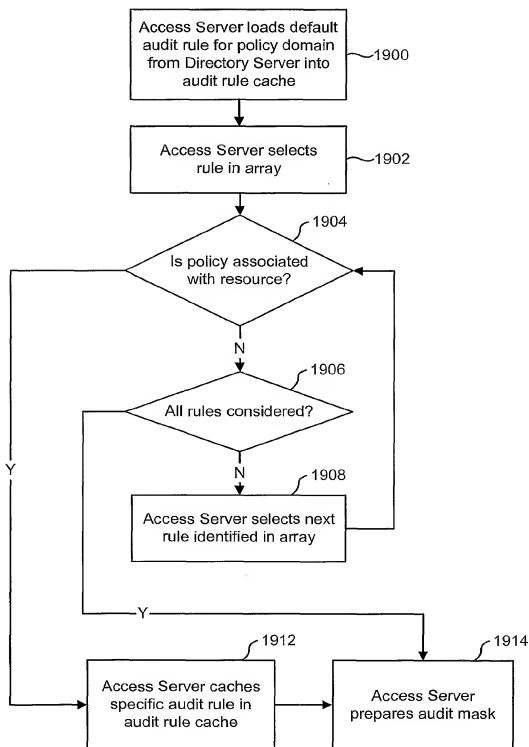 Access Server loads default
audit rule for policy domain
from Directory Server into
audit rule cache
1900
Access Server selects
rule in array
1902
1904
Is policy associated
with resource?
N
1906
All rules considered?
Y
N
1908
Access Server selects next
rule identified in array
Y
1912
1914
Access Server caches
specific audit rule in
audit rule cache
Access Server
prepares audit mask